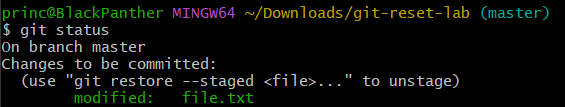 princ@BlackPanther MINGW64 ~/Downloads/git-reset-lab (master)
$ git status
On branch master
Changes to be committed:
  (use "git restore --staged <file>..." to unstage)
        modified:   file.txt